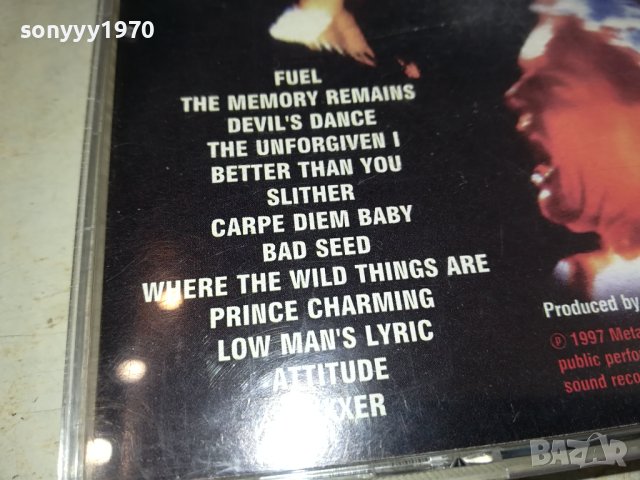 sonyyy1970
FUEL
THE MEMORY REMAINS
DEVIL'S DANCE
THE UNFORGIVEN I
BETTER THAN YOU
SLITHER
CARPE DIEM BABY
BAD SEED
WHERE THE WILD THINGS ARE
PRINCE CHARMING
LOW MAN'S LYRIC
ATTITUDE
Produced by
℗ 1997 Meta
public perfo
sound reco
BAZAR